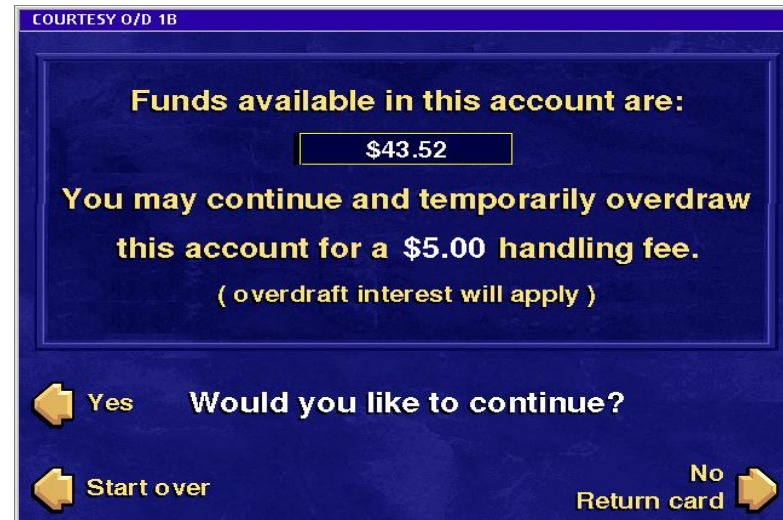 COURTESY O/D 1B
Funds available in this account are:
$43.52
You may continue and temporarily overdraw
this account for a $5.00 handling fee.
( overdraft interest will apply )
Yes
Would you like to continue?
Start over
No
Return card